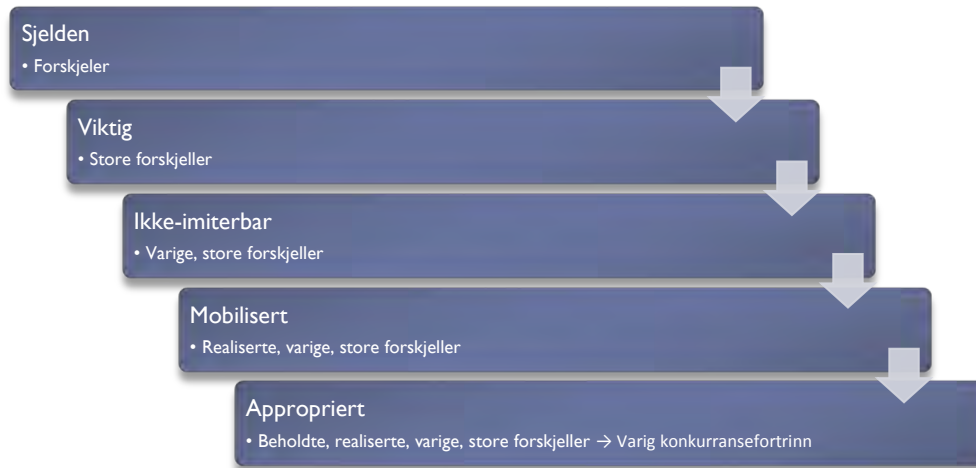 Sjelden
• Forskjeler
Viktig
• Store forskjeller
Ikke-imiterbar
• Varige, store forskjeller
Mobilisert
• Realiserte, varige, store forskjeller
Appropriert
• Beholdte, realiserte, varige, store forskjeller → Varig konkurransefortrinn